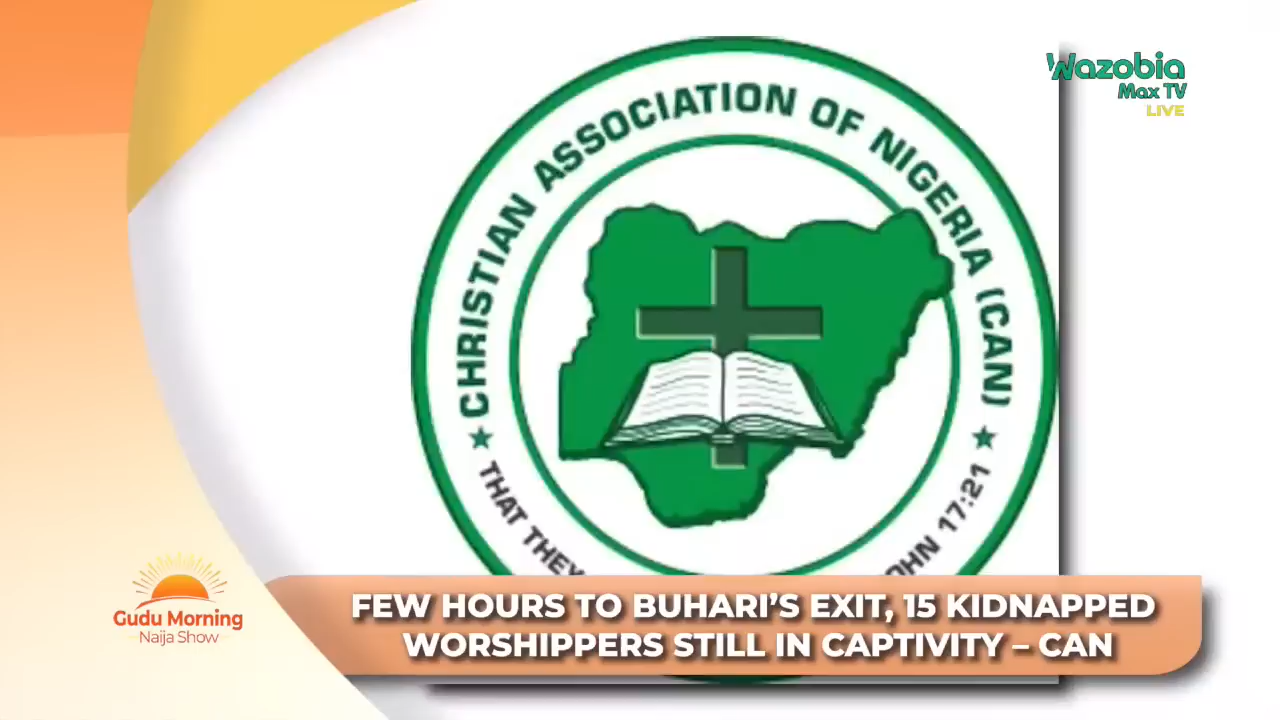 Wazobia
Max TV
LIVE
CHRISTIAN ASSOCIATION OF NIGERIA (CAN)
THAT THEY
JOHN 17:21
Gudu Morning
Naija Show
FEW HOURS TO BUHARI’S EXIT, 15 KIDNAPPED
WORSHIPPERS STILL IN CAPTIVITY – CAN